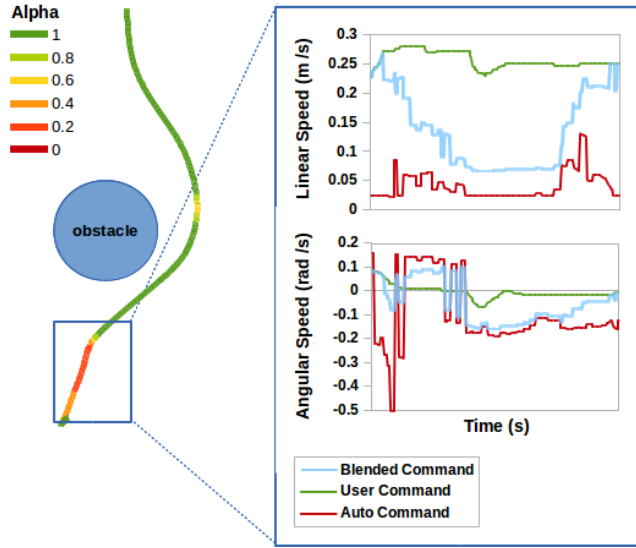 Alpha
1
0.8
0.6
0.4
0.2
0
obstacle
Linear Speed (m /s)
0.3
0.25
0.2
0.15
0.1
0.05
0
Angular Speed (rad /s)
0.2
0.1
0
-0.1
-0.2
-0.3
-0.4
-0.5
Time (s)
Blended Command
User Command
Auto Command